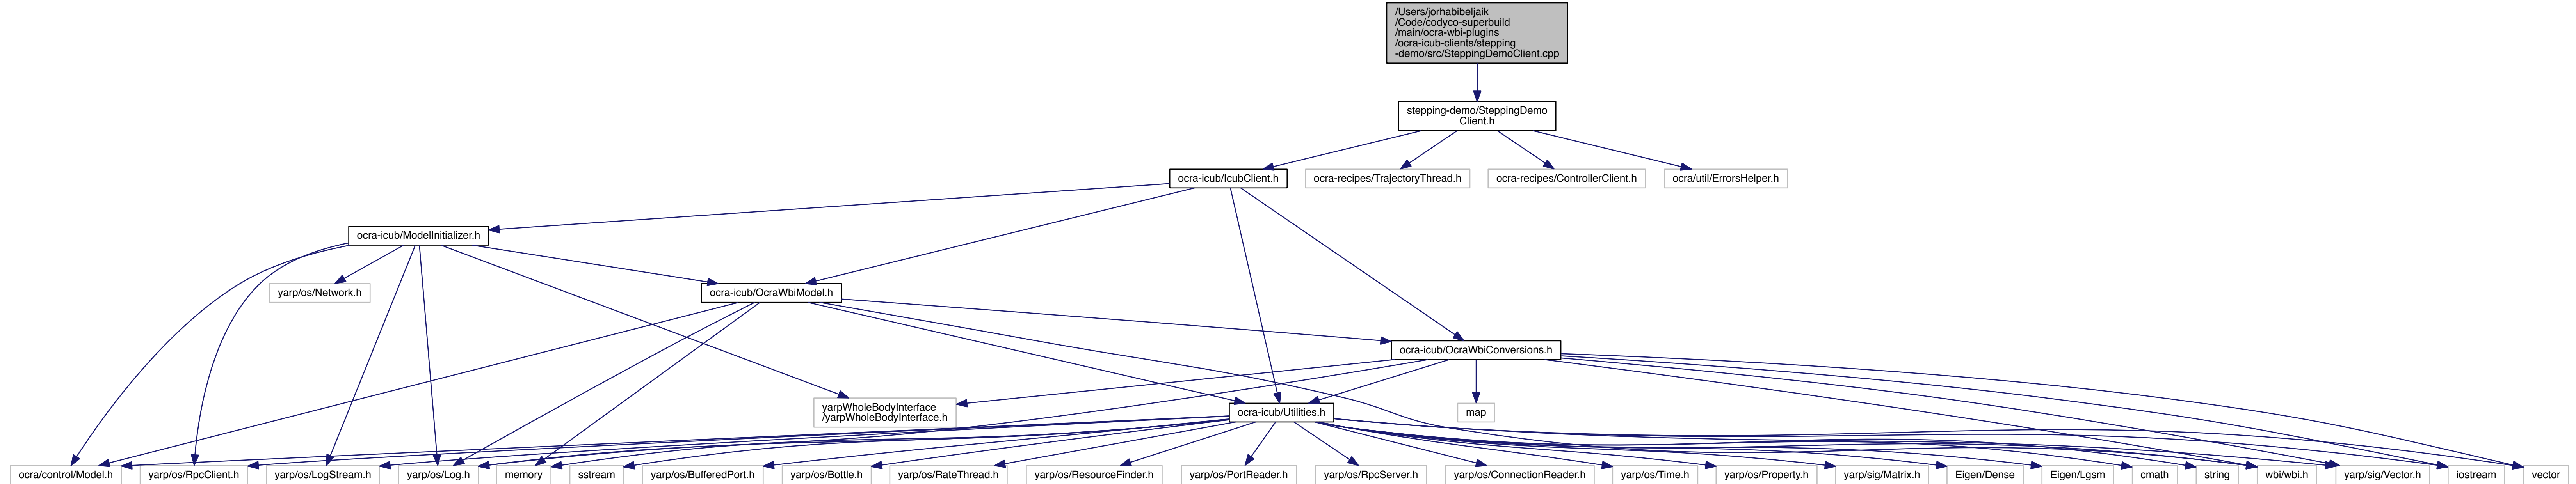 /Users/jorhabibeljaik
/Code/codyco-superbuild
/main/ocra-wbi-plugins
/ocra-icub-clients/stepping
-demo/src/SteppingDemoClient.cpp
stepping-demo/SteppingDemo
Client.h
ocra-icub/IcubClient.h
ocra-recipes/TrajectoryThread.h
ocra-recipes/ControllerClient.h
ocra/util/ErrorsHelper.h
ocra-icub/ModelInitializer.h
yarp/os/Network.h
ocra-icub/OcraWbiModel.h
ocra-icub/OcraWbiConversions.h
yarpWholeBodyInterface
/yarpWholeBodyInterface.h
ocra-icub/Utilities.h
map
ocra/control/Model.h
yarp/os/RpcClient.h
yarp/os/LogStream.h
yarp/os/Log.h
memory
sstream
yarp/os/BufferedPort.h
yarp/os/Bottle.h
yarp/os/RateThread.h
yarp/os/ResourceFinder.h
yarp/os/PortReader.h
yarp/os/RpcServer.h
yarp/os/ConnectionReader.h
yarp/os/Time.h
yarp/os/Property.h
yarp/sig/Matrix.h
Eigen/Dense
Eigen/Lgsm
cmath
string
wbi/wbi.h
yarp/sig/Vector.h
iostream
vector